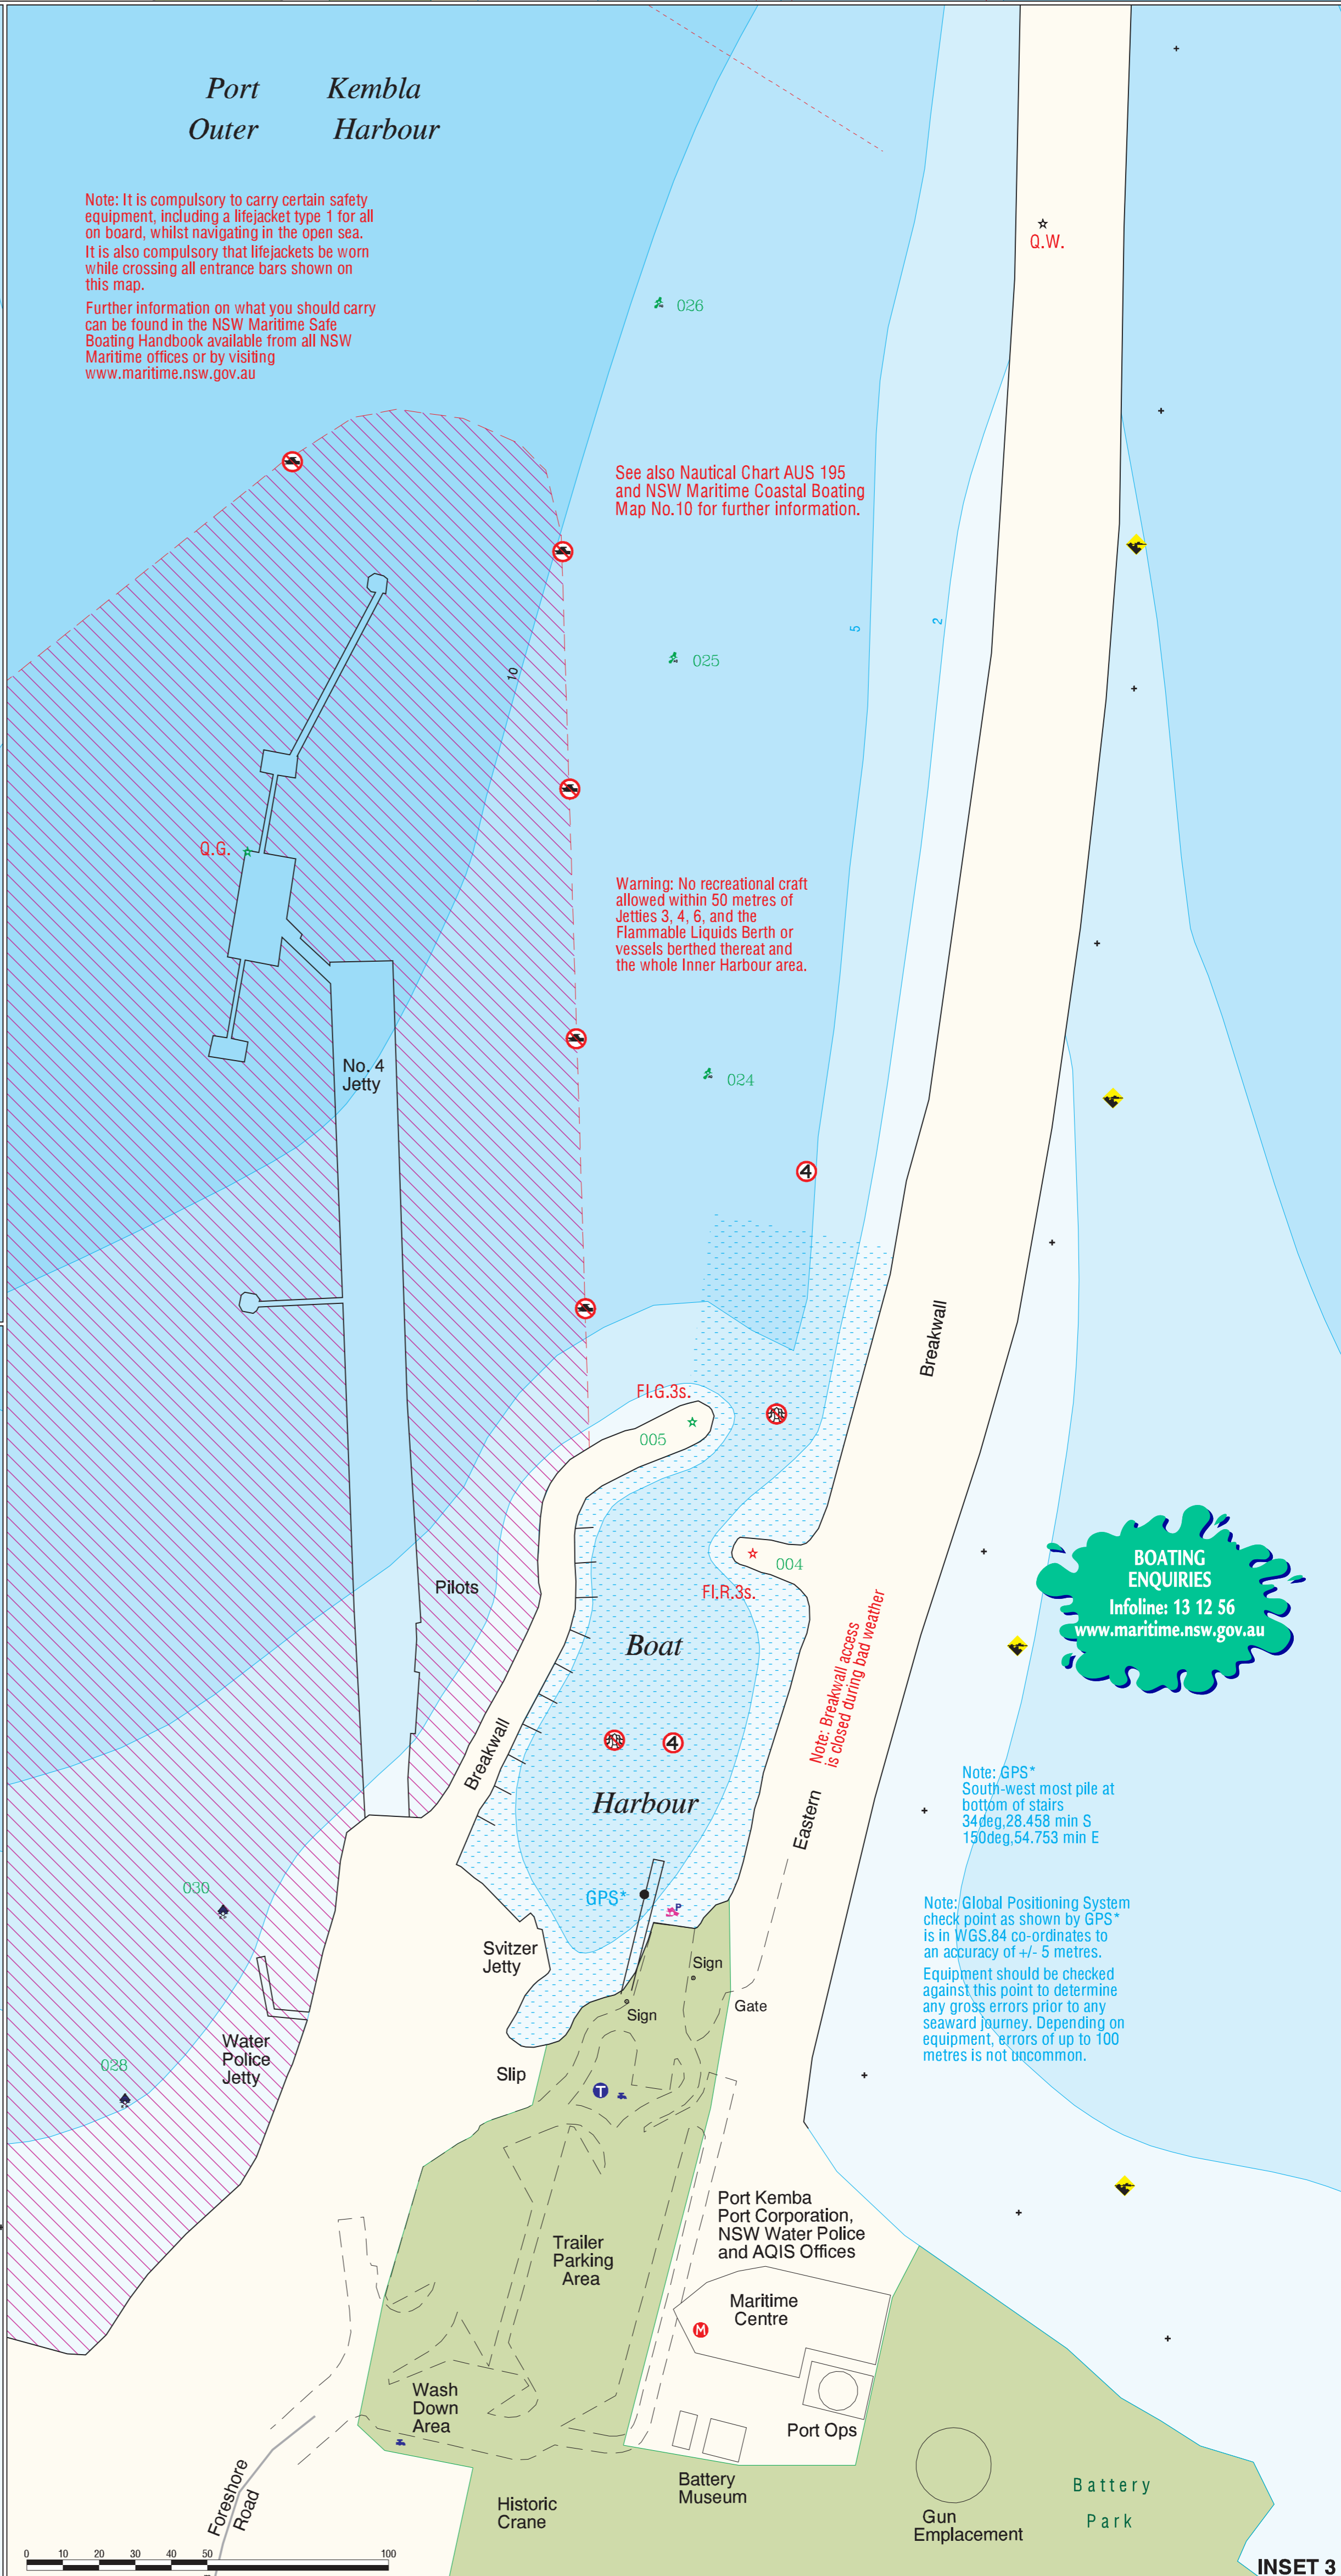 Port Kembla
Outer Harbour
Note: It is compulsory to carry certain safety
equipment, including a lifejacket type 1 for all
on board, whilst navigating in the open sea.
It is also compulsory that lifejackets be worn
while crossing all entrance bars shown on
this map.
Further information on what you should carry
can be found in the NSW Maritime Safe
Boating Handbook available from all NSW
Maritime offices or by visiting
www.maritime.nsw.gov.au
Q.W.
026
See also Nautical Chart AUS 195
and NSW Maritime Coastal Boating
Map No.10 for further information.
5
2
025
10
Q.G.
Warning: No recreational craft
allowed within 50 metres of
Jetties 3, 4, 6, and the
Flammable Liquids Berth or
vessels berthed thereat and
the whole Inner Harbour area.
No. 4
Jetty
024
4
Breakwall
Fl.G.3s.
005
004
Fl.R.3s.
Pilots
BOATING
ENQUIRIES
Infoline: 13 12 56
www.maritime.nsw.gov.au
Boat
Harbour
4
Note: Breakwall access
is closed during bad weather
Breakwall
Eastern
Note: GPS*
South-west most pile at
bottom of stairs
34deg,28.458 min S
150deg,54.753 min E
030
GPS*
P
Note: Global Positioning System
check point as shown by GPS*
is in WGS.84 co-ordinates to
an accuracy of +/- 5 metres.
Equipment should be checked
against this point to determine
any gross errors prior to any
seaward journey. Depending on
equipment, errors of up to 100
metres is not uncommon.
Svitzer
Jetty
Sign
Sign
Gate
Water
Police
Jetty
028
Slip
T
Port Kemba
Port Corporation,
NSW Water Police
and AQIS Offices
Trailer
Parking
Area
Maritime
Centre
M
Wash
Down
Area
Port Ops
Foreshore
Road
Battery
Museum
Historic
Crane
Gun
Emplacement
Battery
Park
0 10 20 30 40 50 100
INSET 3